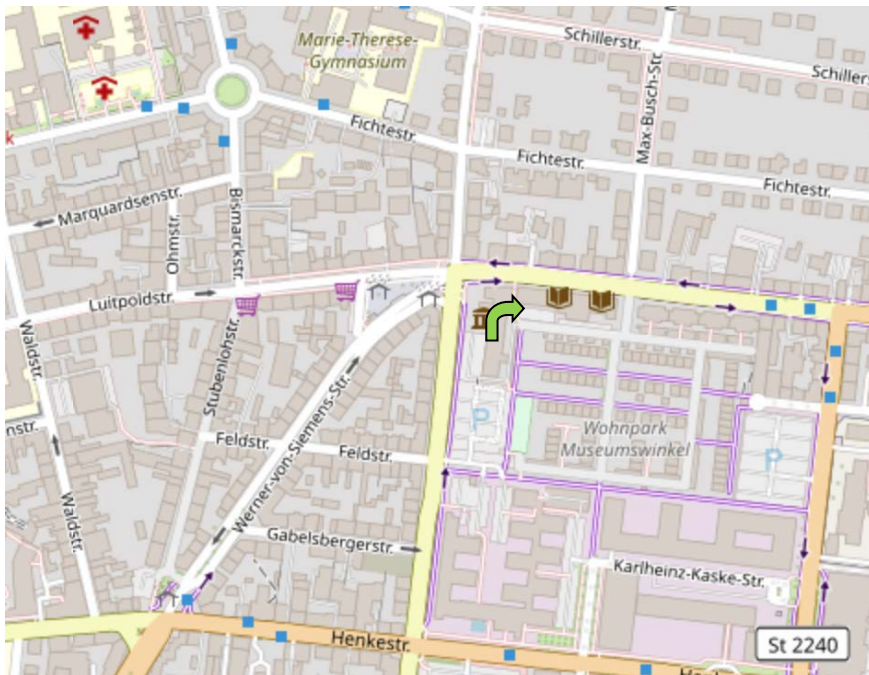 Marie-Therese-
Gymnasium
Schillerstr.
Schillers
Max-Busch-Str.
Fichtestr.
Fichtestr.
Fichtestr.
Marquardsenstr.
Bismarckstr.
Ohmstr.
Luitpoldstr.
Waldstr.
Stubenlohstr.
Werner-von-Siemens-Str.
Feldstr.
Feldstr.
nstr.
P
Wohnpark
Museumswinkel
P
Waldstr.
Gabelsbergerstr.
Karlheinz-Kaske-Str.
Henkestr.
St 2240